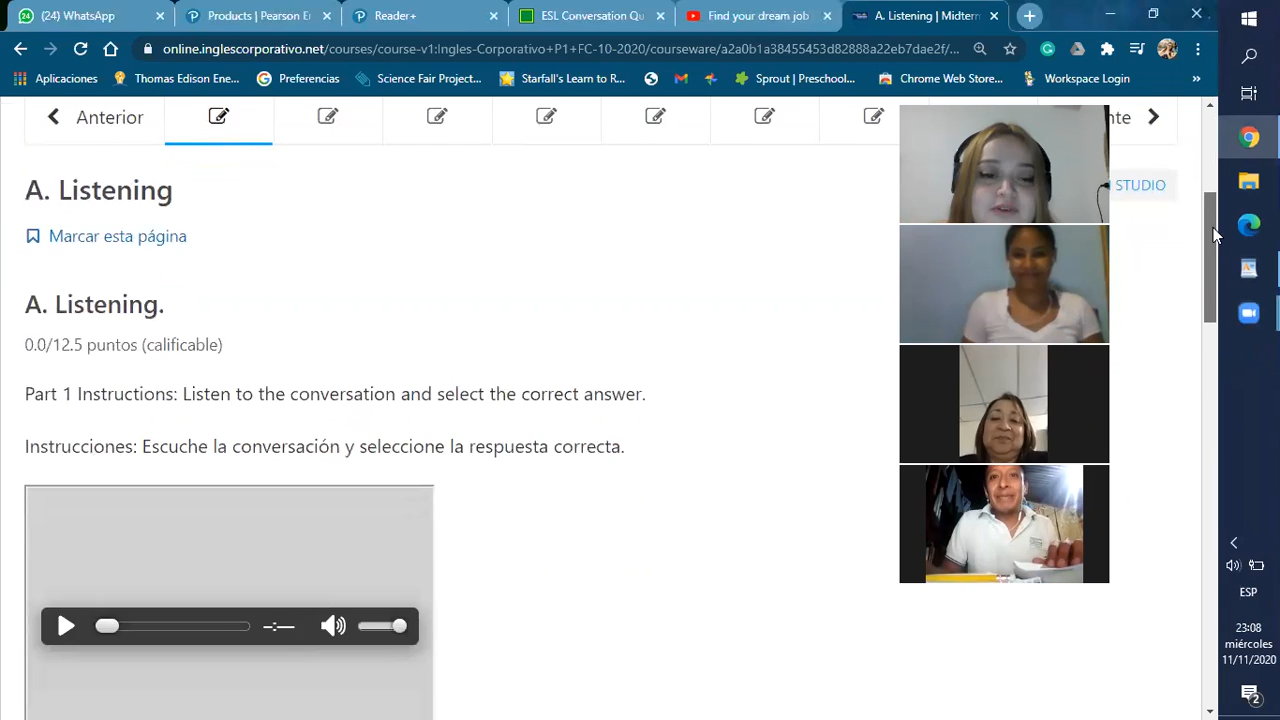 (24) WhatsApp
Products | Pearson E
Reader+
ESL Conversation Qu
Find your dream job
A. Listening | Midterm
online.inglescorporativo.net/courses/course-v1:Ingles-Corporativo+P1+FC-10-2020/courseware/a2a0b1a38455453d82888a22eb7dae2f/...
Aplicaciones
Thomas Edison Ene...
Preferencias
Science Fair Project...
Starfall's Learn to R...
Sprout | Preschool...
Chrome Web Store...
Workspace Login
»
Anterior
nte
STUDIO
A. Listening
Marcar esta página
A. Listening.
0.0/12.5 puntos (calificable)
Part 1 Instructions: Listen to the conversation and select the correct answer.
Instrucciones: Escuche la conversación y seleccione la respuesta correcta.
-:--
ESP
23:08
miércoles
11/11/2020
2